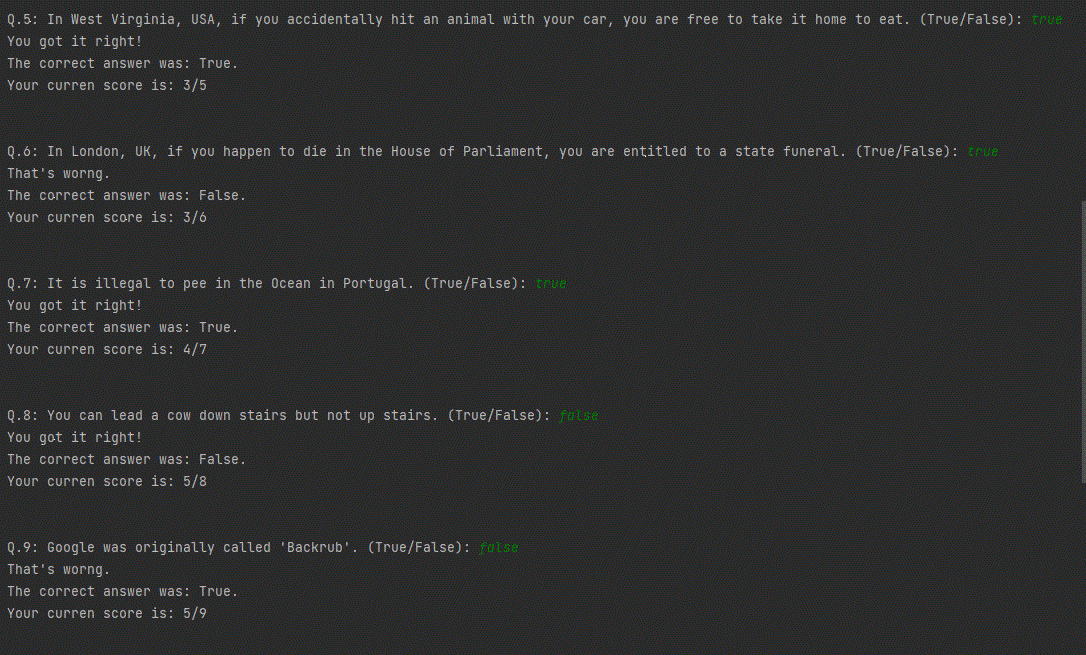 Q.5: In West Virginia, USA, if you accidentally hit an animal with your car, you are free to take it home to eat. (True/False): true
You got it right!
The correct answer was: True.
Your curren score is: 3/5
Q.6: In London, UK, if you happen to die in the House of Parliament, you are entitled to a state funeral. (True/False): true
That's worng.
The correct answer was: False.
Your curren score is: 3/6
Q.7: It is illegal to pee in the Ocean in Portugal. (True/False): true
You got it right!
The correct answer was: True.
Your curren score is: 4/7
Q.8: You can lead a cow down stairs but not up stairs. (True/False): false
You got it right!
The correct answer was: False.
Your curren score is: 5/8
Q.9: Google was originally called 'Backrub'. (True/False): false
That's worng.
The correct answer was: True.
Your curren score is: 5/9